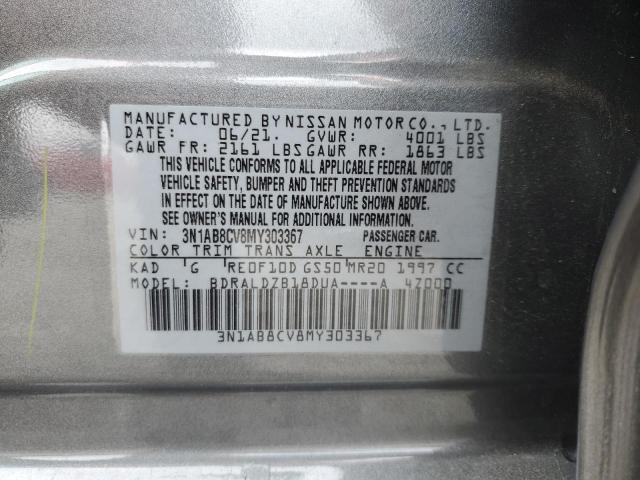 MANUFACTURED BY NISSAN MOTOR CO., LTD.
DATE: 06/21. GVWR: 4001 LBS
GAWR FR: 2161 LBS GAWR RR: 1863 LBS
THIS VEHICLE CONFORMS TO ALL APPLICABLE FEDERAL MOTOR
VEHICLE SAFETY, BUMPER AND THEFT PREVENTION STANDARDS
IN EFFECT ON THE DATE OF MANUFACTURE SHOWN ABOVE.
SEE OWNER'S MANUAL FOR ADDITIONAL INFORMATION.
VIN: 3N1AB8CV8MY303367 PASSENGER CAR.
COLOR TRIM TRANS AXLE ENGINE
KAD G RE0F10D GS50 MR20 1997 CC
MODEL: BDRALDZB18DUA----A 4Z000
3N1AB8CV8MY303367